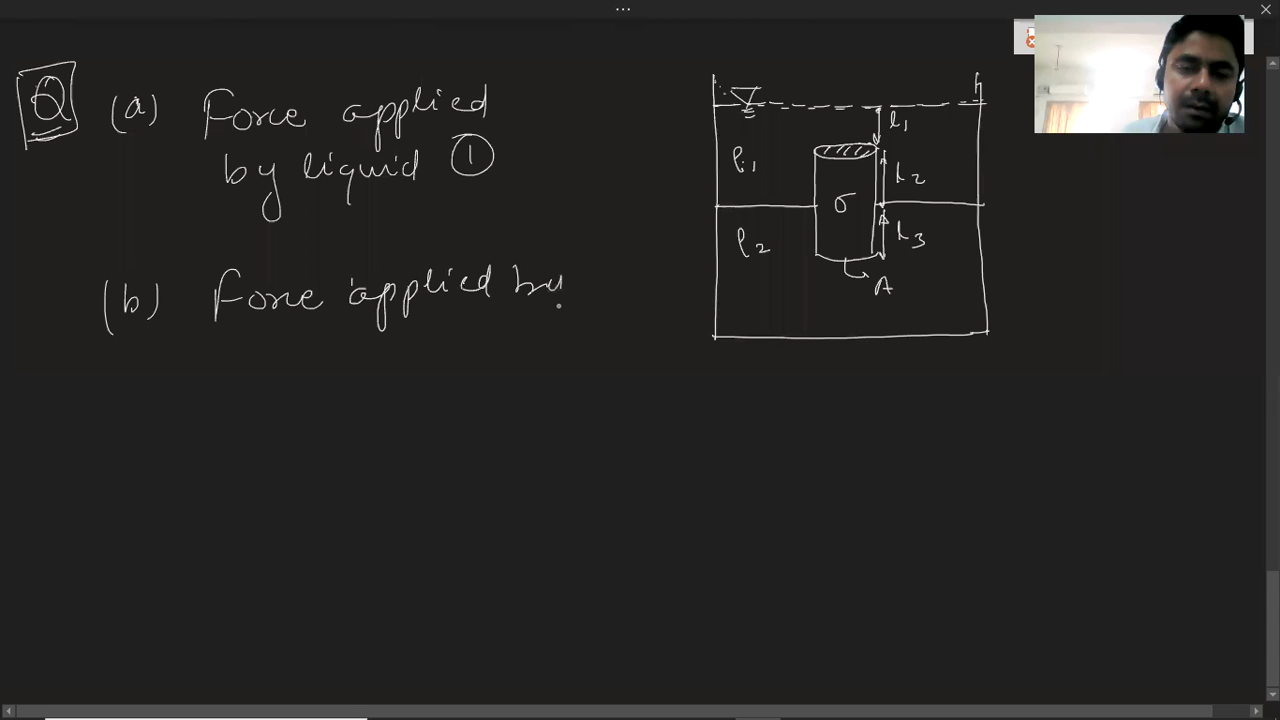 Q (a) Force applied
by liquid ①
(b) Force applied by
h₁
ρ₁
h₂
σ
ρ₂
h₃
A